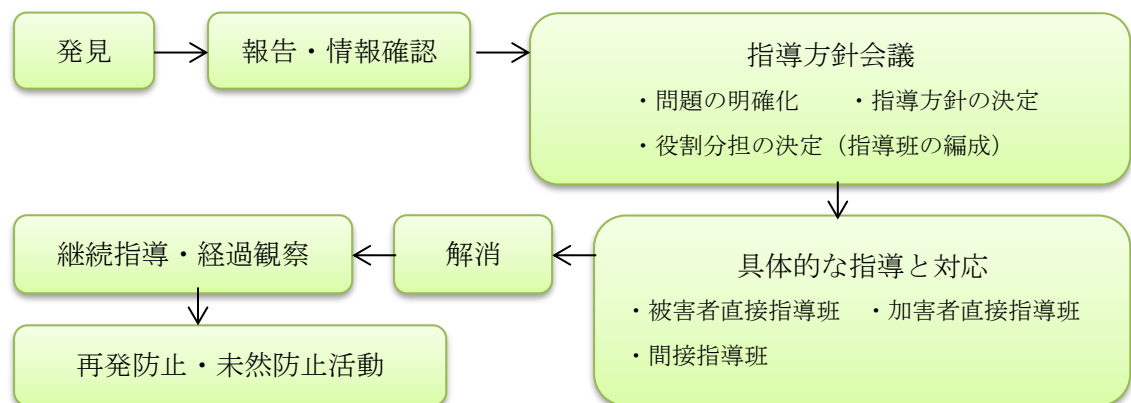 発見
報告・情報確認
指導方針会議
・問題の明確化　　・指導方針の決定
・役割分担の決定（指導班の編成）
具体的な指導と対応
・被害者直接指導班　・加害者直接指導班
・間接指導班
解消
継続指導・経過観察
再発防止・未然防止活動